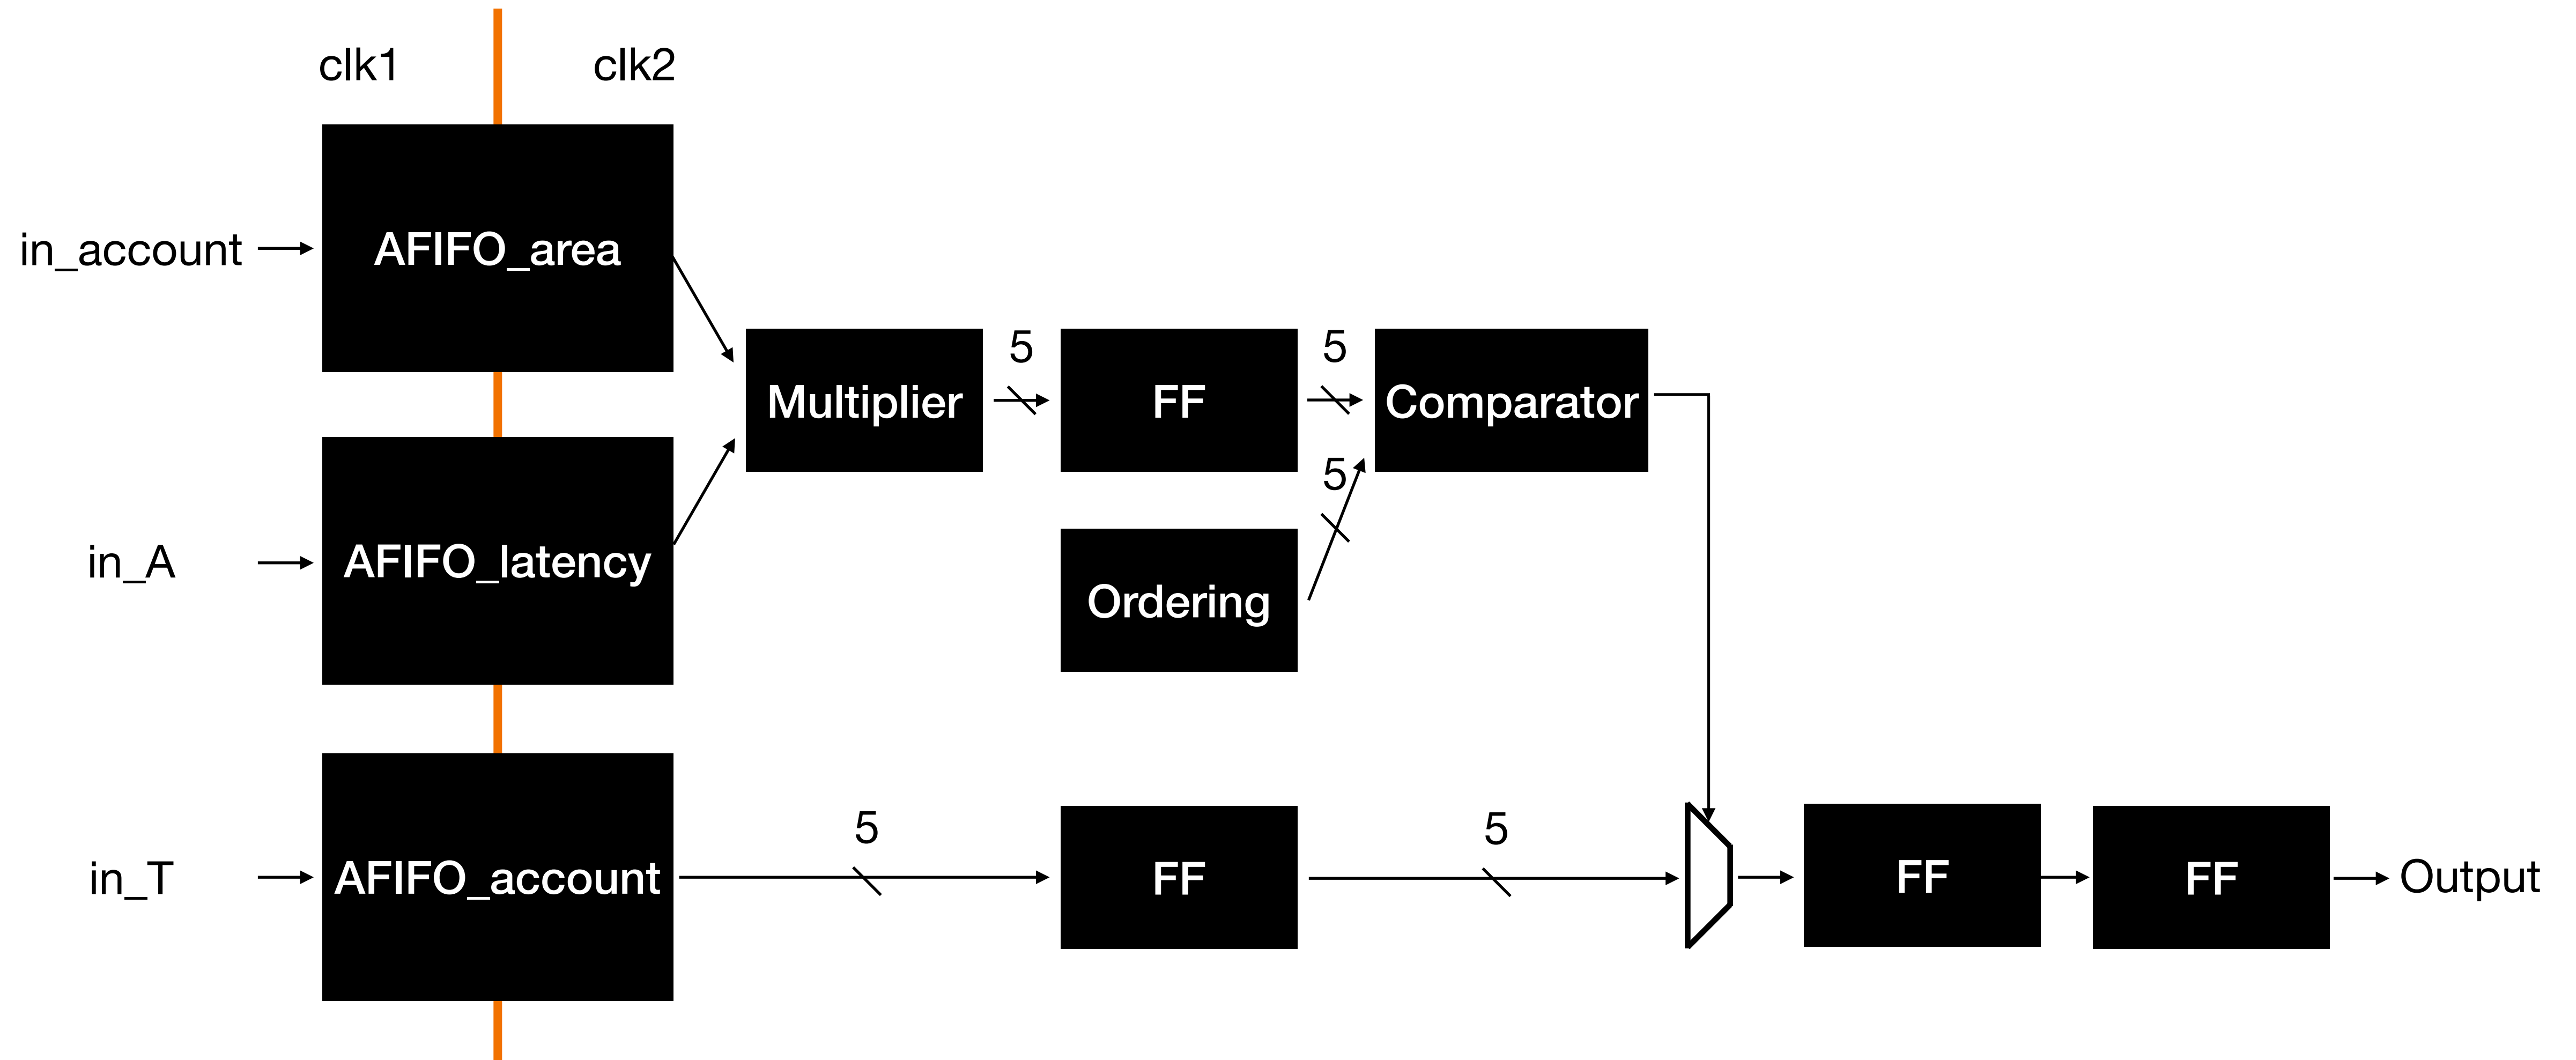 clk1
clk2
in_account
AFIFO_area
Multiplier
5
FF
5
Comparator
5
Ordering
in_A
AFIFO_latency
in_T
AFIFO_account
5
FF
5
FF
FF
Output